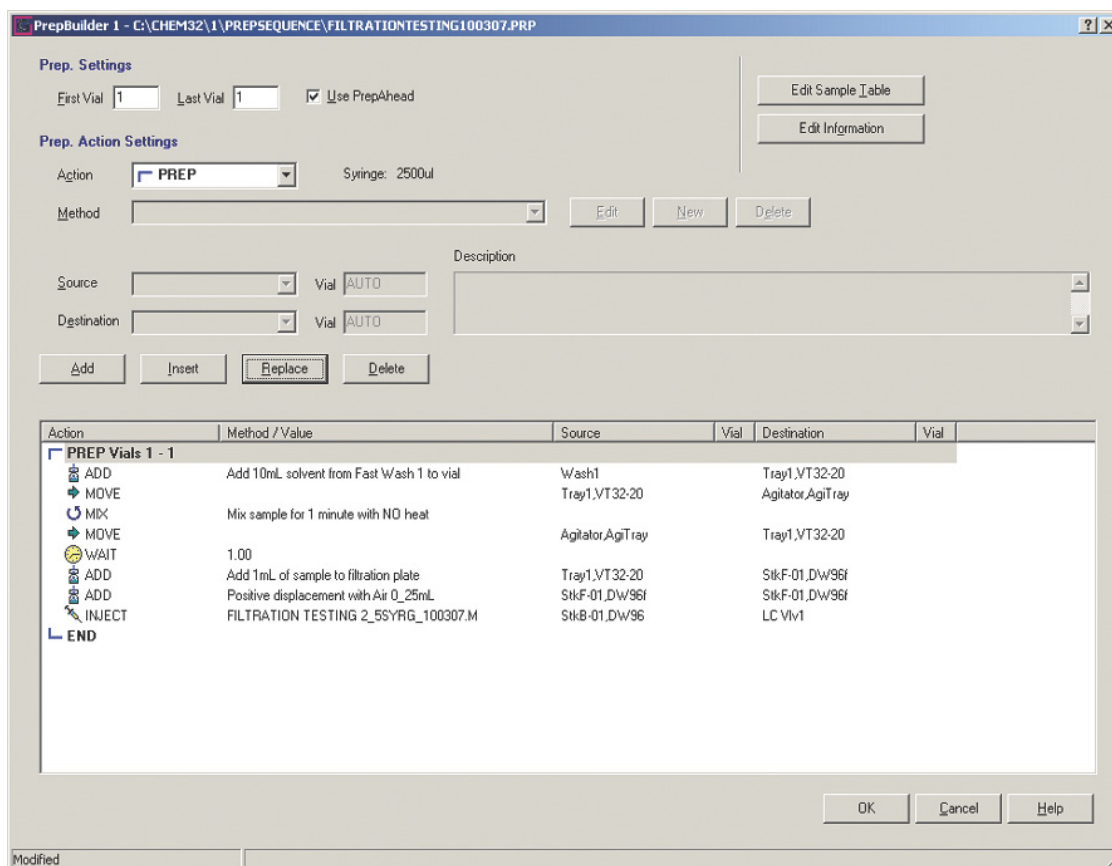 PrepBuilder 1 - C:\CHEM32\1\PREPSEQUENCE\FILTRATIONTESTING100307.PRP
Prep. Settings
First Vial 1 Last Vial 1 Use PrepAhead
Edit Sample Table
Edit Information
Prep. Action Settings
Action PREP Syringe: 2500ul
Method Edit New Delete
Description
Source Vial AUTO
Destination Vial AUTO
Add Insert Replace Delete
Action Method / Value Source Vial Destination Vial
PREP Vials 1 - 1
ADD Add 10mL solvent from Fast Wash 1 to vial Wash1 Tray1,VT32-20
MOVE Tray1,VT32-20 Agitator,AgiTray
MIX Mix sample for 1 minute with NO heat
MOVE Agitator,AgiTray Tray1,VT32-20
WAIT 1.00
ADD Add 1mL of sample to filtration plate Tray1,VT32-20 StkF-01,DW96f
ADD Positive displacement with Air 0_25mL StkF-01,DW96f StkF-01,DW96f
INJECT FILTRATION TESTING 2_5SYRG_100307.M StkB-01,DW96 LC Vlv1
END
OK Cancel Help
Modified